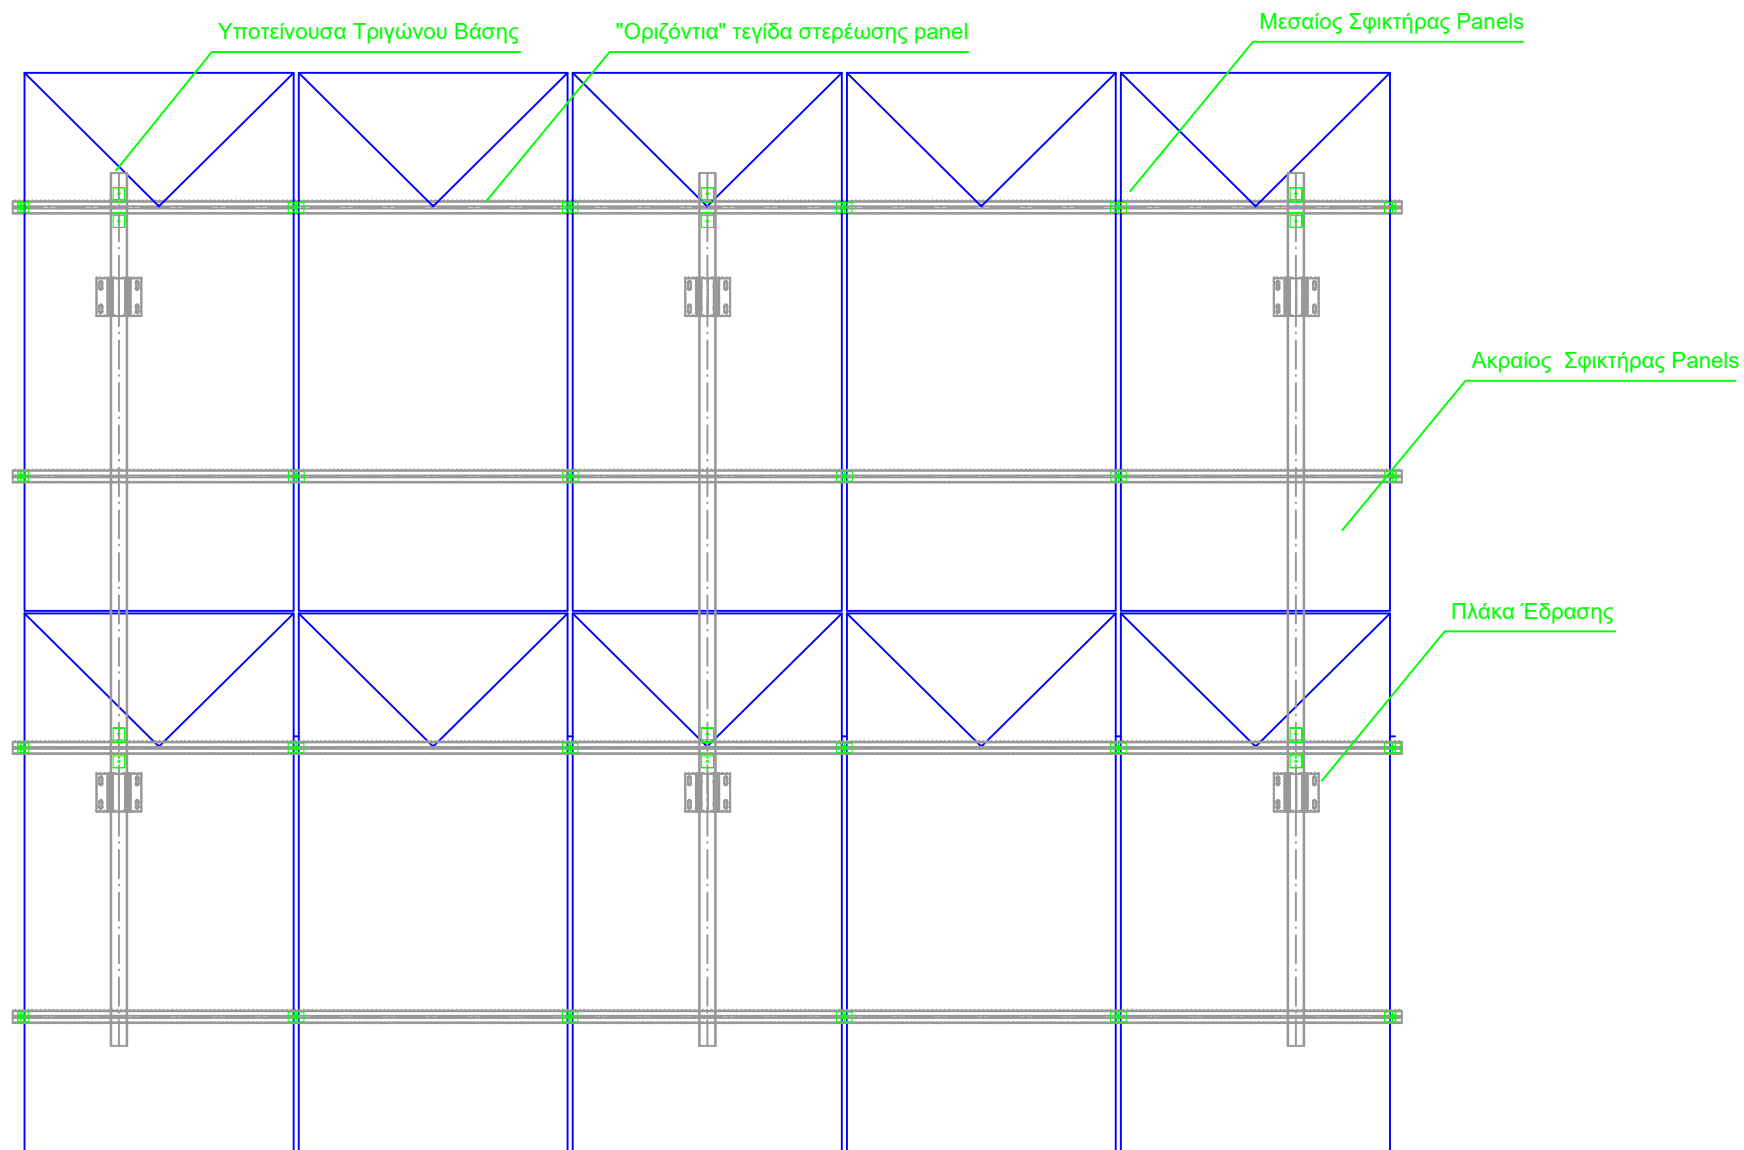 Υποτείνουσα Τριγώνου Βάσης
"Οριζόντια" τεγίδα στερέωσης panel
Μεσαίος Σφικτήρας Panels
Ακραίος  Σφικτήρας Panels
Πλάκα Έδρασης